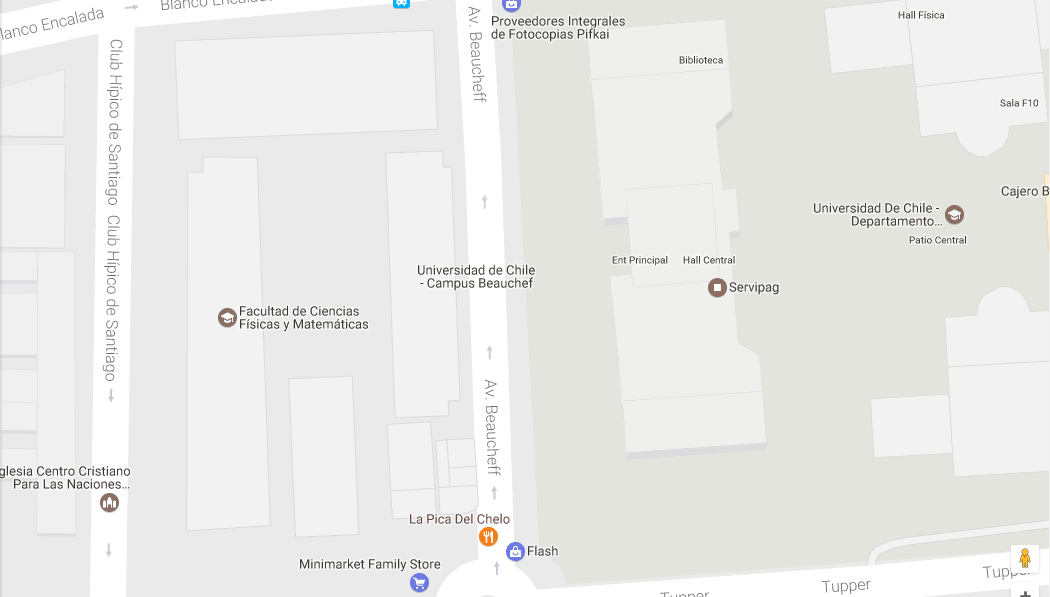 Blanco Encalada
Av. Beaucheff
Proveedores Integrales
de Fotocopias Pifkai
Hall Física
Biblioteca
Sala F10
Club Hípico de Santiago
Club Hípico de Santiago
Cajero B
Universidad De Chile -
Departamento...
Patio Central
Ent Principal
Hall Central
Servipag
Universidad de Chile
- Campus Beauchef
Facultad de Ciencias
Físicas y Matemáticas
Av. Beaucheff
glesia Centro Cristiano
Para Las Naciones...
La Pica Del Chelo
Flash
Minimarket Family Store
Tupper
Tupper
Tupper
lanco Encalada